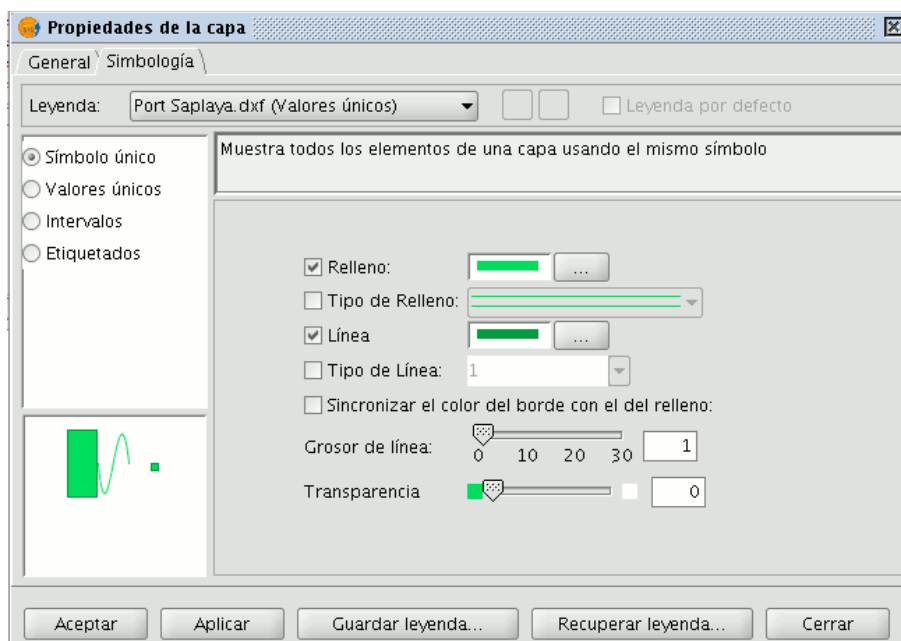 Propiedades de la capa
General Simbología
Leyenda: Port Saplaya.dxf (Valores únicos) Leyenda por defecto
Símbolo único
Valores únicos
Intervalos
Etiquetados
Muestra todos los elementos de una capa usando el mismo símbolo
Relleno: ...
Tipo de Relleno:
Línea ...
Tipo de Línea: 1
Sincronizar el color del borde con el del relleno:
Grosor de línea: 0 10 20 30 1
Transparencia 0
Aceptar Aplicar Guardar leyenda... Recuperar leyenda... Cerrar